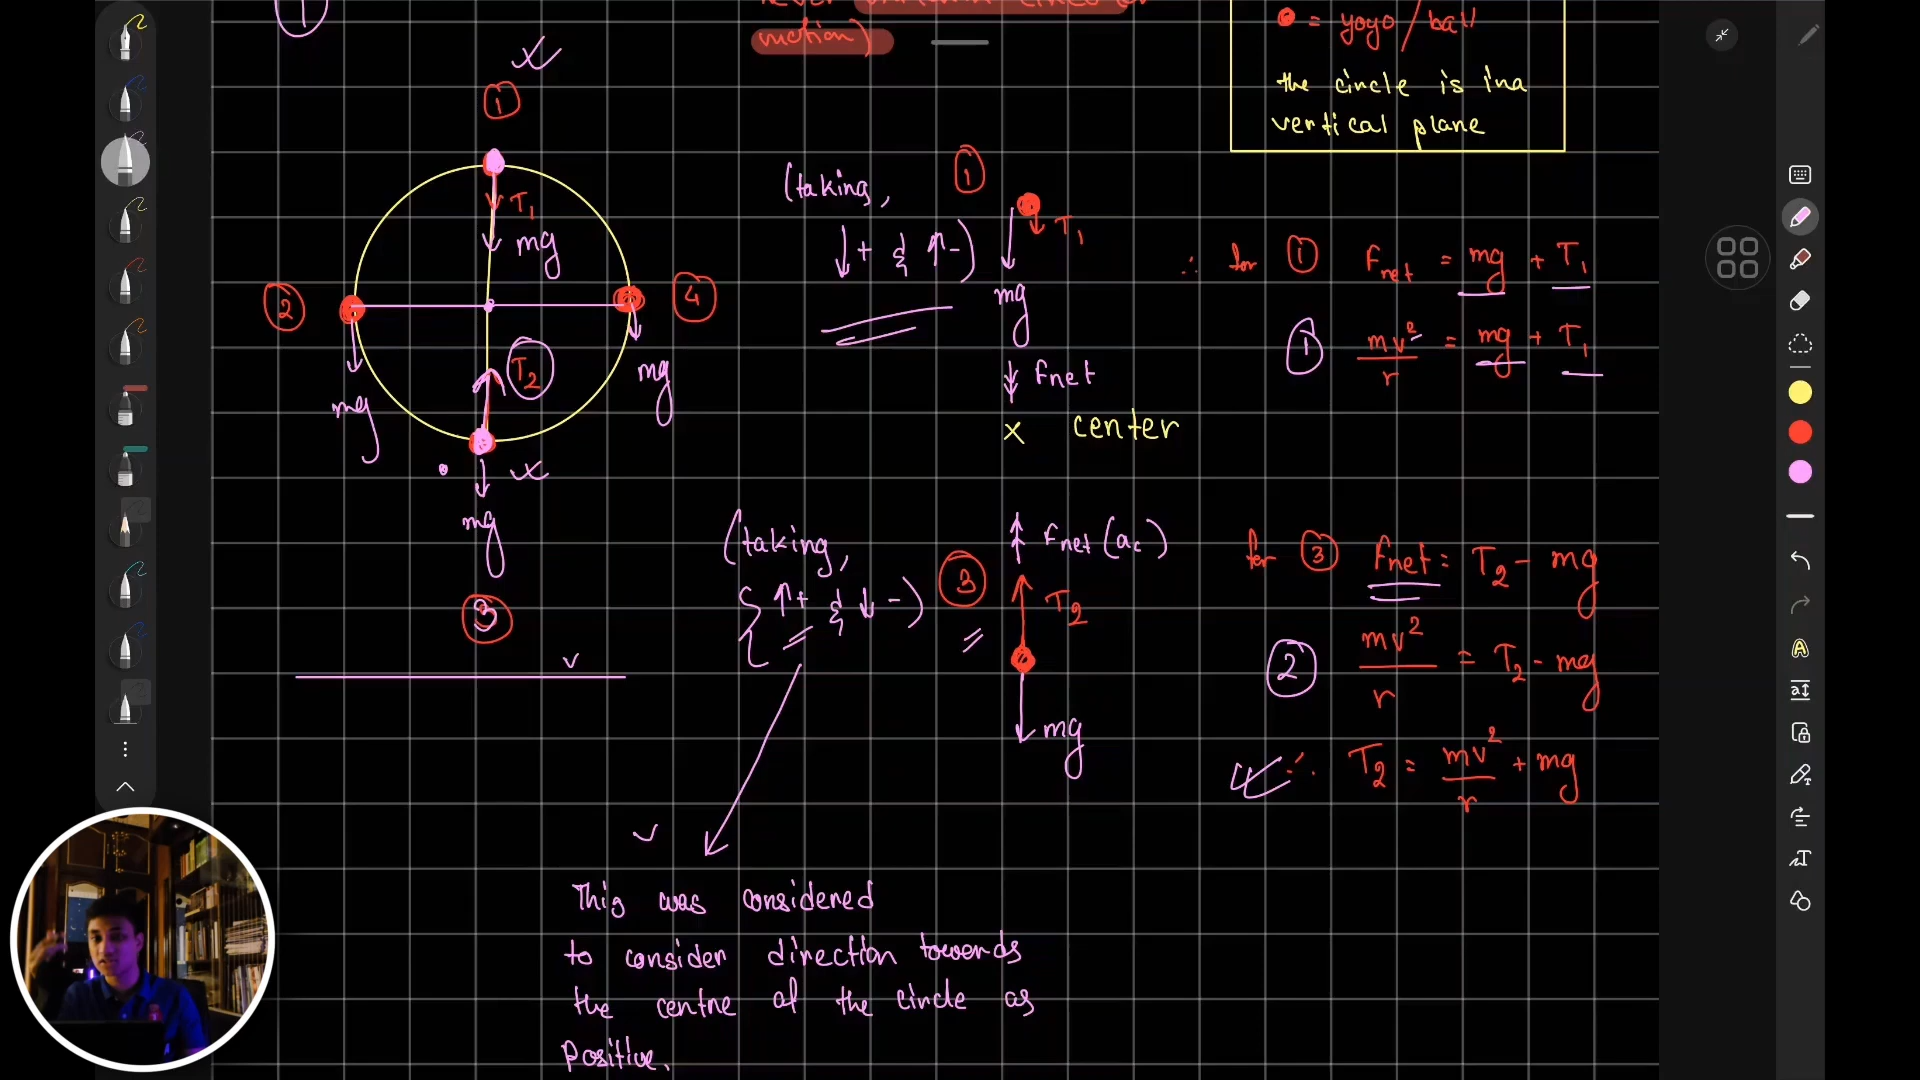 ①
motion)
● = yoyo/ball
the circle is in a
vertical plane
①
T₁
mg
②
④
T₂
mg
mg
mg
③
v
(taking,
↓+ & ↑-)
①
T₁
mg
Fnet
x center
∴ for ① Fnet = mg + T₁
① mv²/r = mg + T₁
(taking,
{↑+ & ↓-)
③
Fnet (ac)
T₂
mg
for ③ Fnet = T₂ - mg
② mv²/r = T₂ - mg
∴ T₂ = mv²/r + mg
This was considered
to consider direction towards
the centre of the circle as
positive.